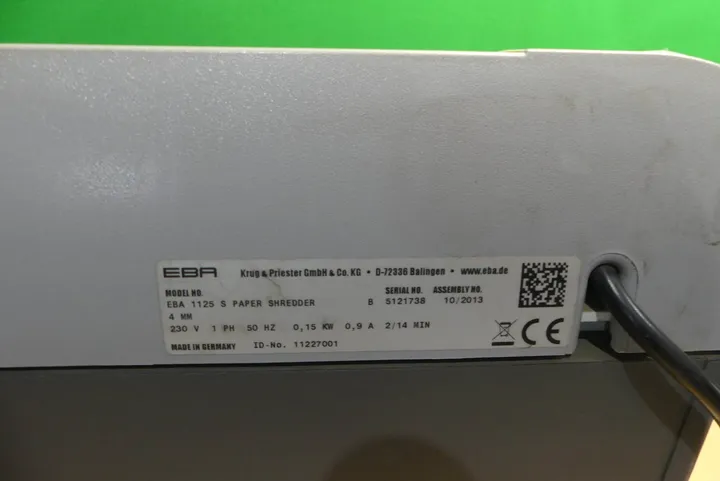 EBA Krug & Priester GmbH & Co. KG • D-72336 Balingen • www.eba.de
MODEL NO. SERIAL NO. ASSEMBLY NO.
EBA 1125 S PAPER SHREDDER B 5121738 10/2013
4 MM
230 V 1 PH 50 HZ 0,15 KW 0,9 A 2/14 MIN
MADE IN GERMANY ID-No. 11227001
CE